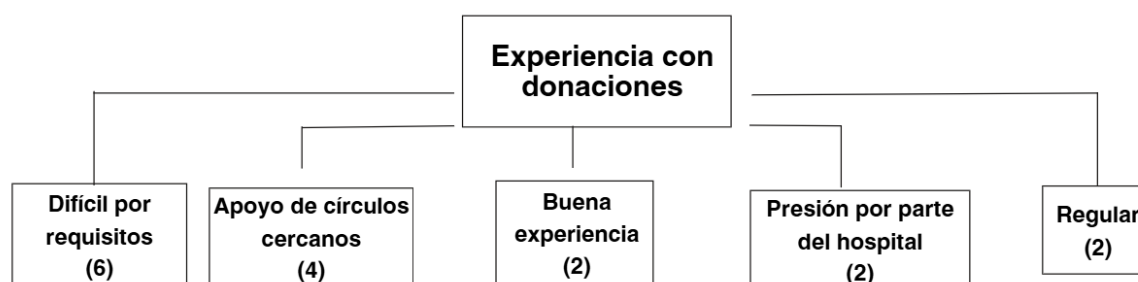 Experiencia con
donaciones
Difícil por
requisitos
(6)
Apoyo de círculos
cercanos
(4)
Buena
experiencia
(2)
Presión por parte
del hospital
(2)
Regular
(2)